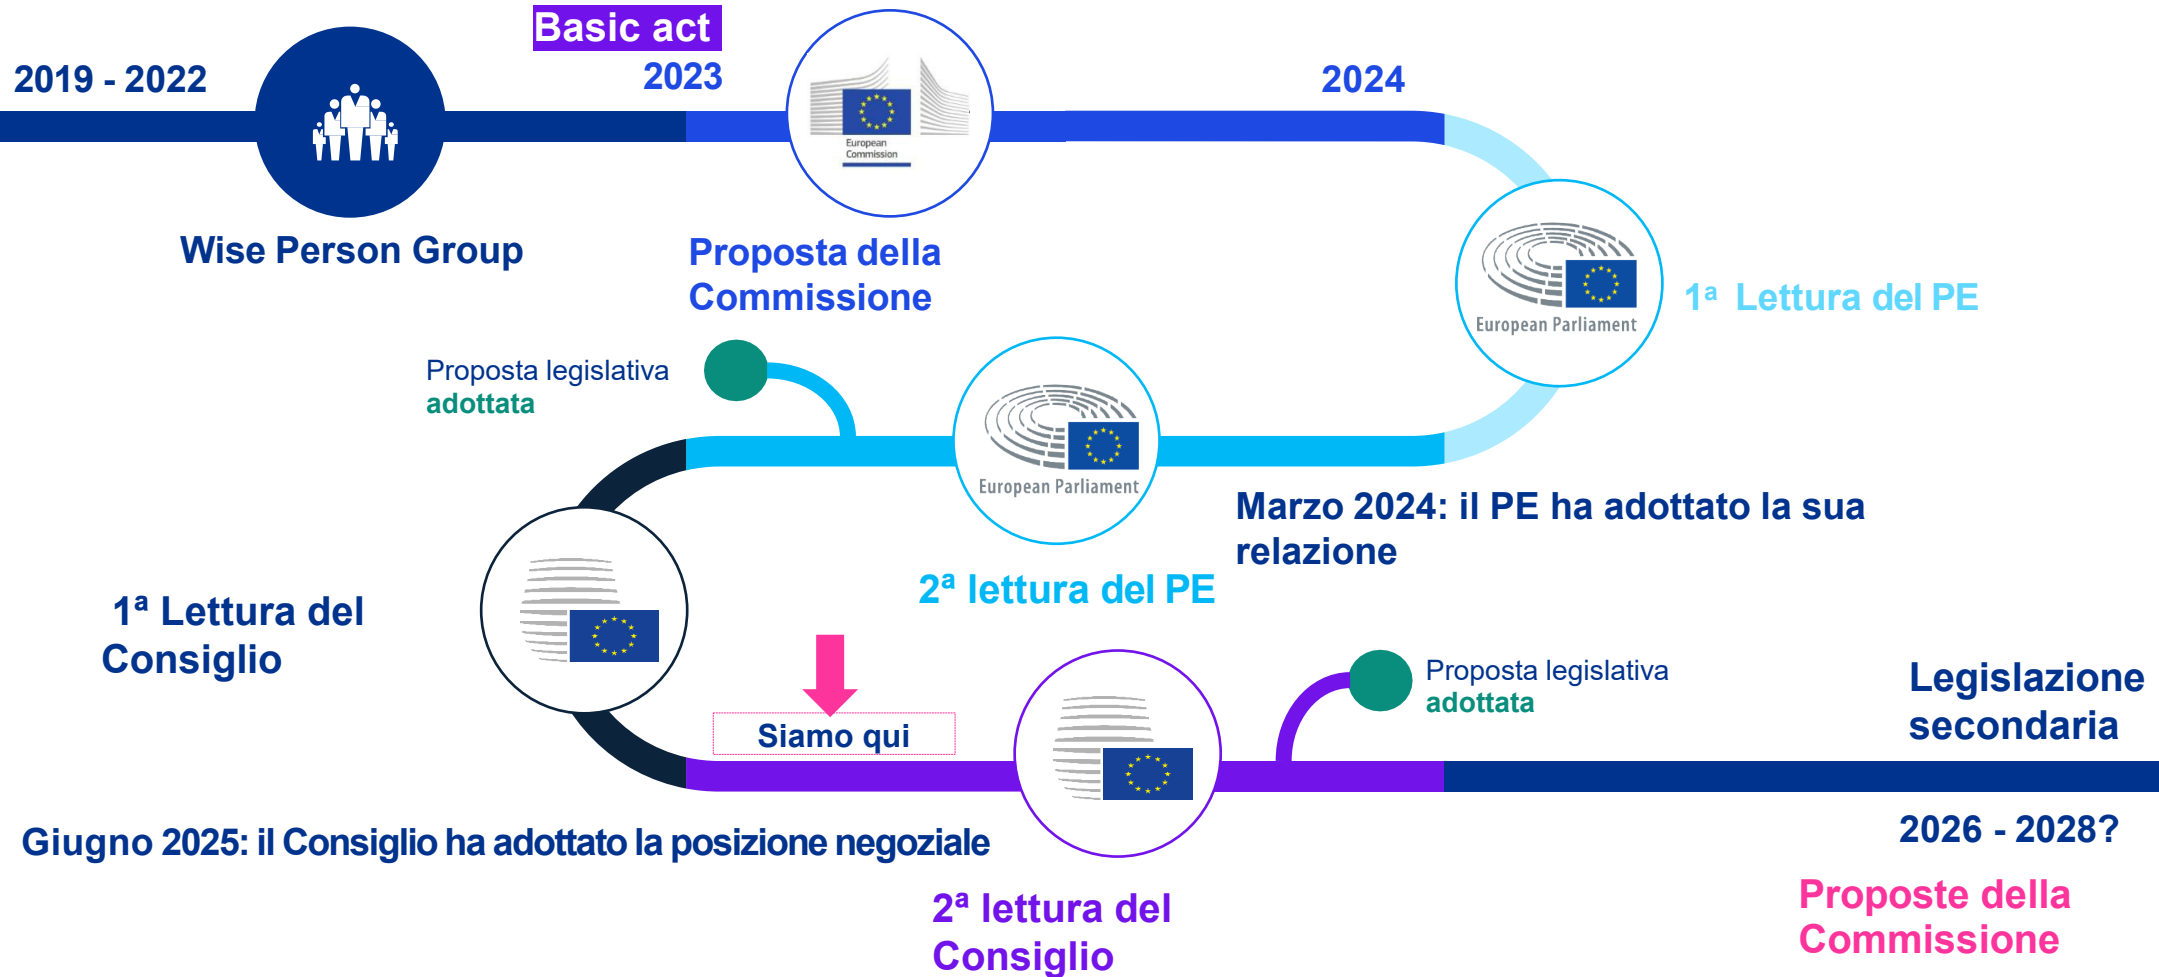 Basic act
2019 - 2022
2023
2024
European
Commission
Wise Person Group
Proposta della
Commissione
European Parliament
1ª Lettura del PE
Proposta legislativa
adottata
European Parliament
Marzo 2024: il PE ha adottato la sua
relazione
2ª lettura del PE
1ª Lettura del
Consiglio
Siamo qui
Proposta legislativa
adottata
Legislazione
secondaria
Giugno 2025: il Consiglio ha adottato la posizione negoziale
2026 - 2028?
2ª lettura del
Consiglio
Proposte della
Commissione